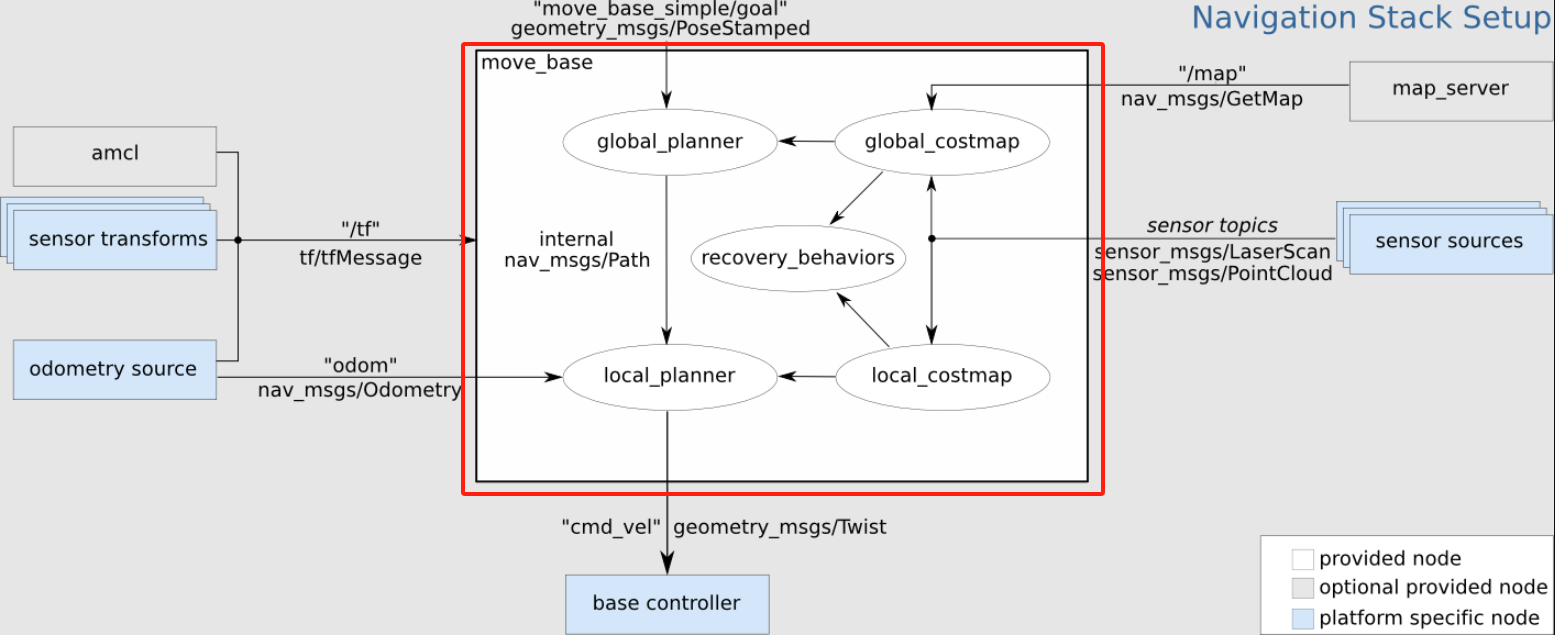 "move_base_simple/goal"
geometry_msgs/PoseStamped
Navigation Stack Setup
move_base
"/map"
nav_msgs/GetMap
map_server
global_planner
global_costmap
amcl
sensor transforms
"/tf"
tf/tfMessage
internal
nav_msgs/Path
recovery_behaviors
sensor topics
sensor_msgs/LaserScan
sensor_msgs/PointCloud
sensor sources
odometry source
"odom"
nav_msgs/Odometry
local_planner
local_costmap
"cmd_vel" geometry_msgs/Twist
base controller
provided node
optional provided node
platform specific node